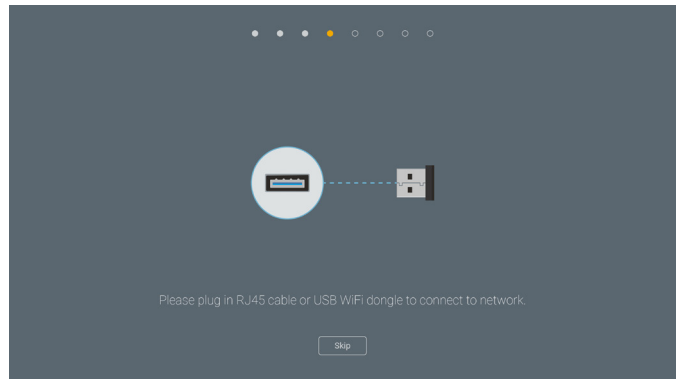 Please plug in RJ45 cable or USB WiFi dongle to connect to network.
Skip